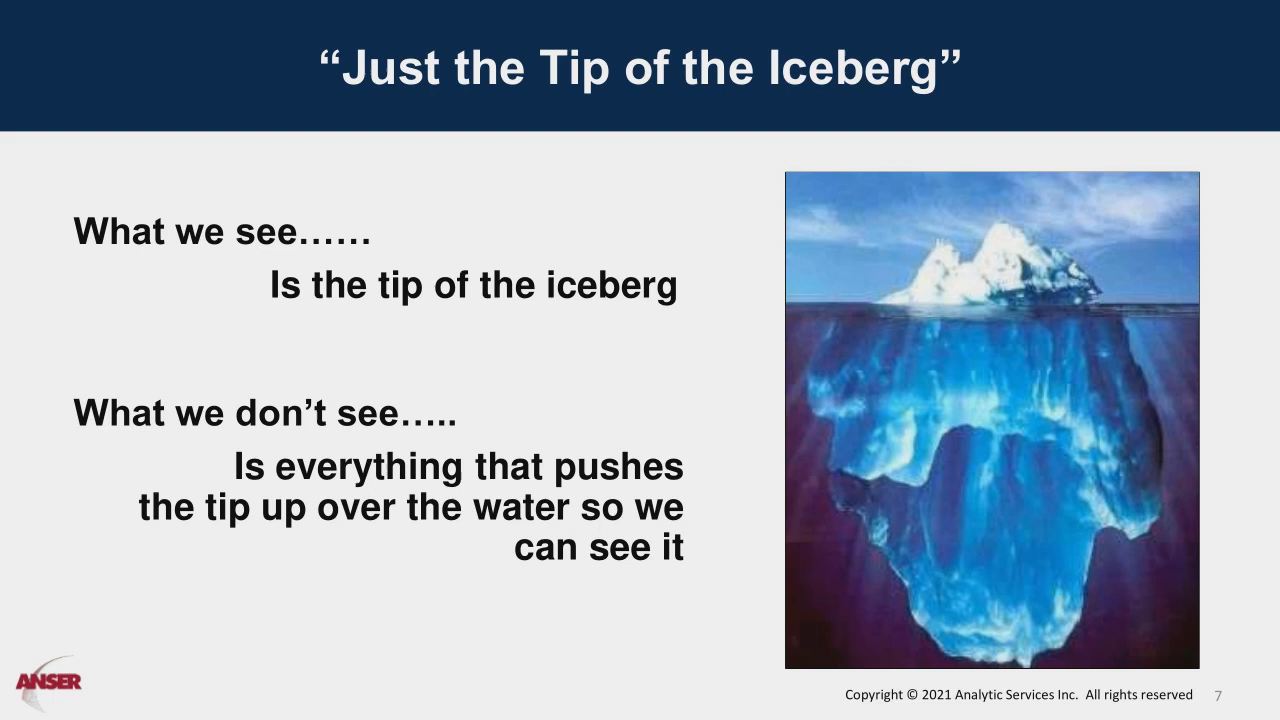 “Just the Tip of the Iceberg”
What we see……
Is the tip of the iceberg
What we don’t see…..
Is everything that pushes
the tip up over the water so we
can see it
ANSER
Copyright © 2021 Analytic Services Inc.  All rights reserved
7